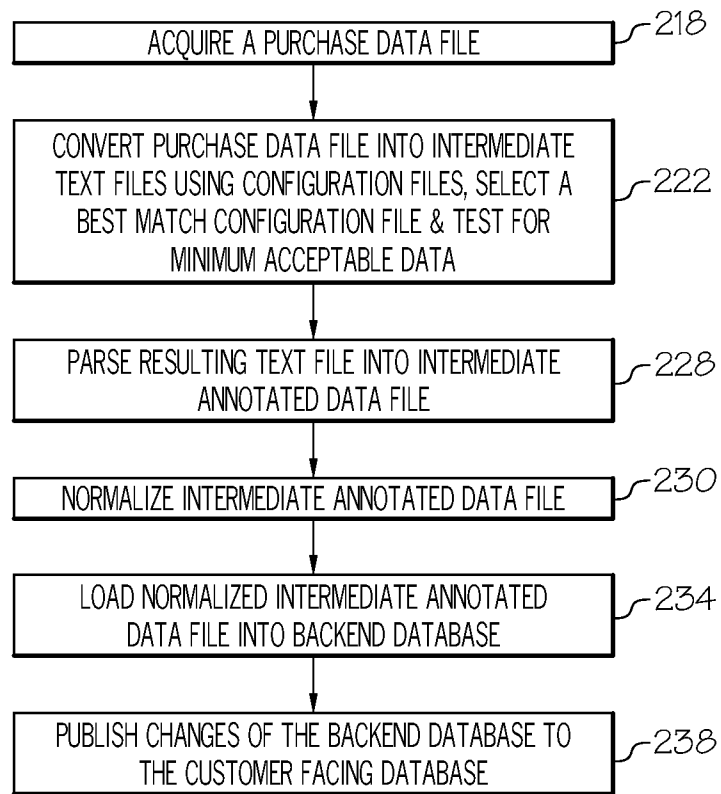 ACQUIRE A PURCHASE DATA FILE
218
CONVERT PURCHASE DATA FILE INTO INTERMEDIATE
TEXT FILES USING CONFIGURATION FILES, SELECT A
BEST MATCH CONFIGURATION FILE & TEST FOR
MINIMUM ACCEPTABLE DATA
222
PARSE RESULTING TEXT FILE INTO INTERMEDIATE
ANNOTATED DATA FILE
228
NORMALIZE INTERMEDIATE ANNOTATED DATA FILE
230
LOAD NORMALIZED INTERMEDIATE ANNOTATED
DATA FILE INTO BACKEND DATABASE
234
PUBLISH CHANGES OF THE BACKEND DATABASE TO
THE CUSTOMER FACING DATABASE
238